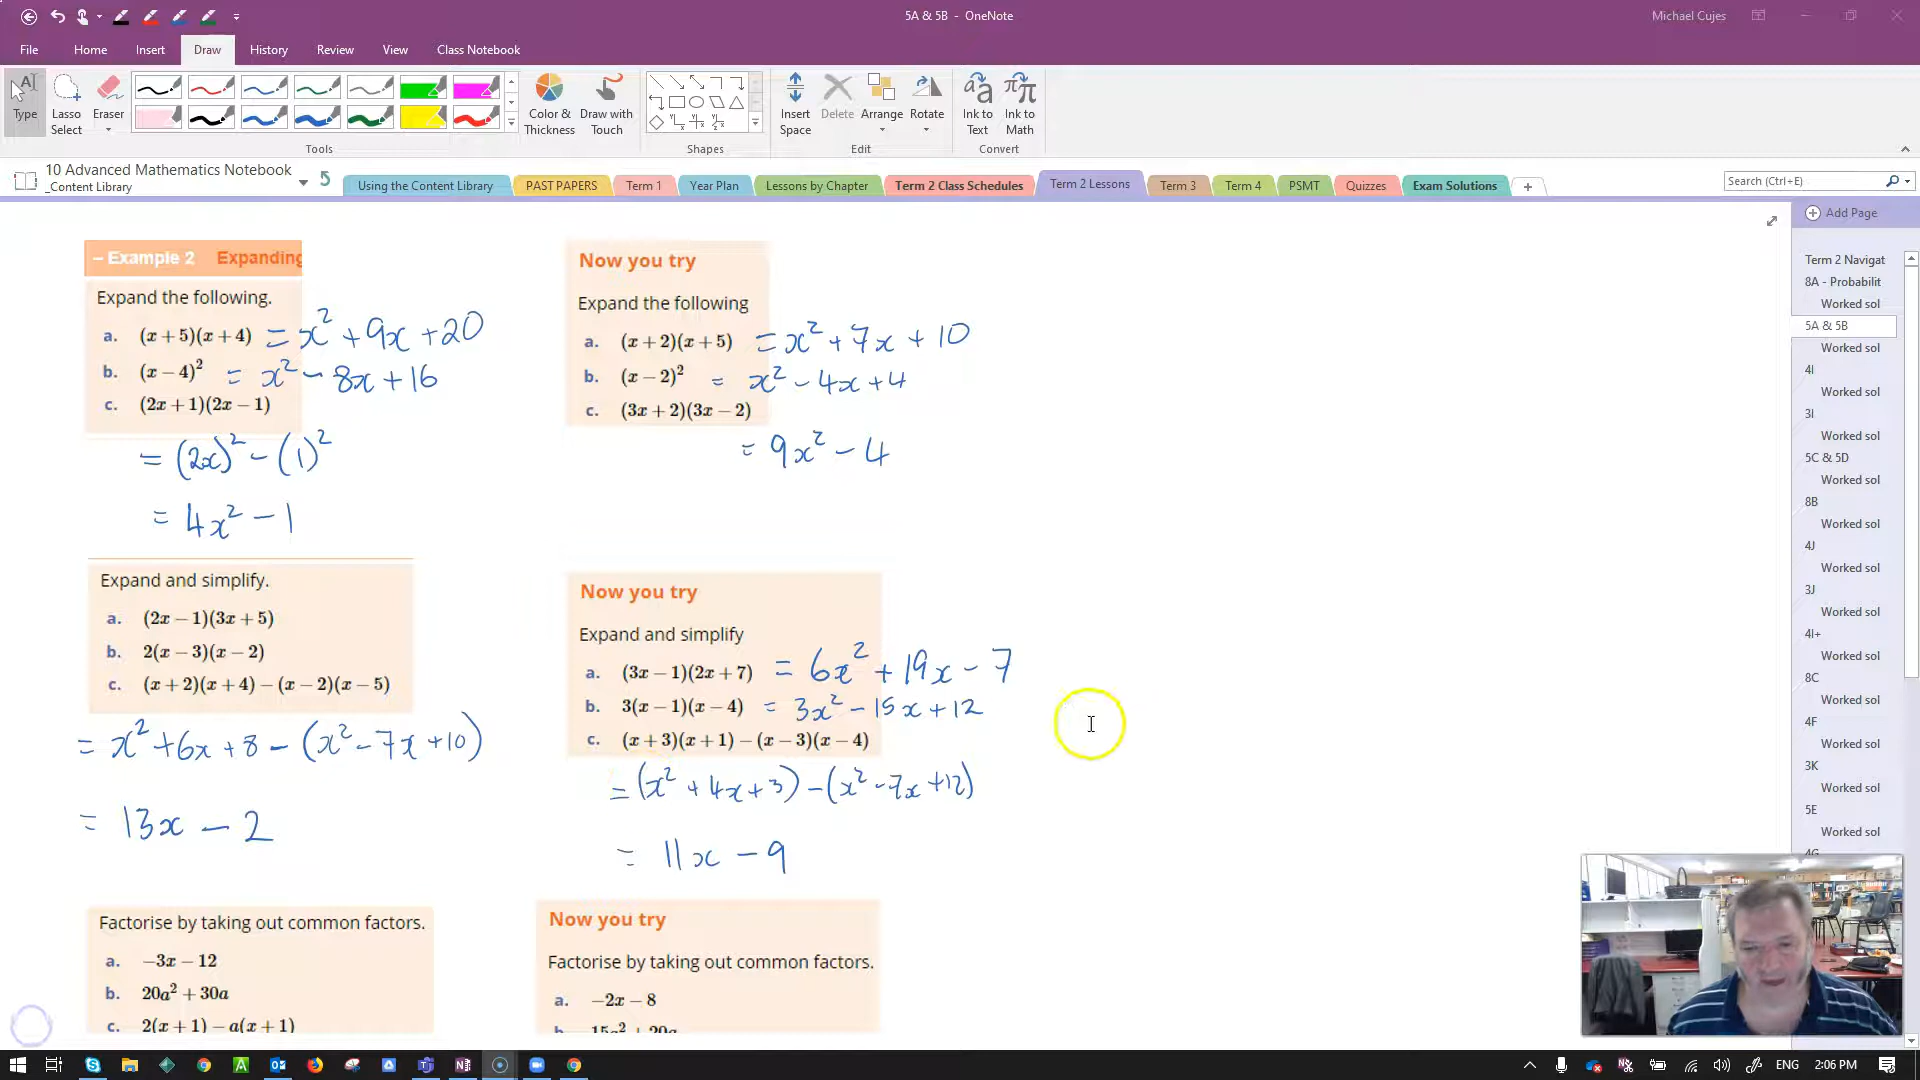 5A & 5B - OneNote
Michael Cujes
File Home Insert Draw History Review View Class Notebook
Type
Lasso Select
Eraser
Color & Thickness
Draw with Touch
Insert Space
Delete
Arrange
Rotate
Ink to Text
Ink to Math
Tools
Shapes
Edit
Convert
10 Advanced Mathematics Notebook
_Content Library
5
Using the Content Library
PAST PAPERS
Term 1
Year Plan
Lessons by Chapter
Term 2 Class Schedules
Term 2 Lessons
Term 3
Term 4
PSMT
Quizzes
Exam Solutions
Search (Ctrl+E)
Add Page
Term 2 Navigat
8A - Probabilit
Worked sol
5A & 5B
Worked sol
4I
Worked sol
3I
Worked sol
5C & 5D
Worked sol
8B
Worked sol
4J
Worked sol
3J
Worked sol
4I+
Worked sol
8C
Worked sol
4F
Worked sol
3K
Worked sol
5E
Worked sol
4G
– Example 2 Expanding
Expand the following.
a. (x + 5)(x + 4) = x² + 9x + 20
b. (x − 4)² = x² − 8x + 16
c. (2x + 1)(2x − 1)
= (2x)² − (1)²
= 4x² − 1
Now you try
Expand the following
a. (x + 2)(x + 5) = x² + 7x + 10
b. (x − 2)² = x² − 4x + 4
c. (3x + 2)(3x − 2)
= 9x² − 4
Expand and simplify.
a. (2x − 1)(3x + 5)
b. 2(x − 3)(x − 2)
c. (x + 2)(x + 4) − (x − 2)(x − 5)
= x² + 6x + 8 − (x² − 7x + 10)
= 13x − 2
Now you try
Expand and simplify
a. (3x − 1)(2x + 7) = 6x² + 19x − 7
b. 3(x − 1)(x − 4) = 3x² − 15x + 12
c. (x + 3)(x + 1) − (x − 3)(x − 4)
= (x² + 4x + 3) − (x² − 7x + 12)
= 11x − 9
Factorise by taking out common factors.
a. −3x − 12
b. 20a² + 30a
c. 2(x + 1) − a(x + 1)
Now you try
Factorise by taking out common factors.
a. −2x − 8
b. 15a² + 20a
ENG
2:06 PM